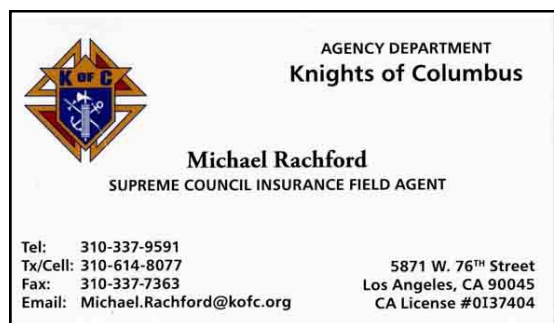 AGENCY DEPARTMENT
Knights of Columbus
K OF C
Michael Rachford
SUPREME COUNCIL INSURANCE FIELD AGENT
Tel: 310-337-9591
Tx/Cell: 310-614-8077
Fax: 310-337-7363
Email: Michael.Rachford@kofc.org
5871 W. 76TH Street
Los Angeles, CA 90045
CA License #0I37404